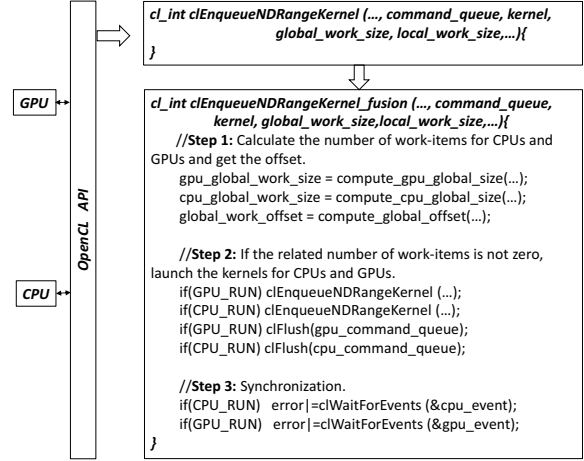 cl_int clEnqueueNDRangeKernel (…, command_queue, kernel,
global_work_size, local_work_size,…){
}
GPU
CPU
OpenCL API
cl_int clEnqueueNDRangeKernel_fusion (…, command_queue,
kernel, global_work_size,local_work_size,…){
//Step 1: Calculate the number of work-items for CPUs and
GPUs and get the offset.
gpu_global_work_size = compute_gpu_global_size(…);
cpu_global_work_size = compute_cpu_global_size(…);
global_work_offset = compute_global_offset(…);
//Step 2: If the related number of work-items is not zero,
launch the kernels for CPUs and GPUs.
if(GPU_RUN) clEnqueueNDRangeKernel (…);
if(CPU_RUN) clEnqueueNDRangeKernel (…);
if(GPU_RUN) clFlush(gpu_command_queue);
if(CPU_RUN) clFlush(cpu_command_queue);
//Step 3: Synchronization.
if(CPU_RUN) error|=clWaitForEvents (&cpu_event);
if(GPU_RUN) error|=clWaitForEvents (&gpu_event);
}